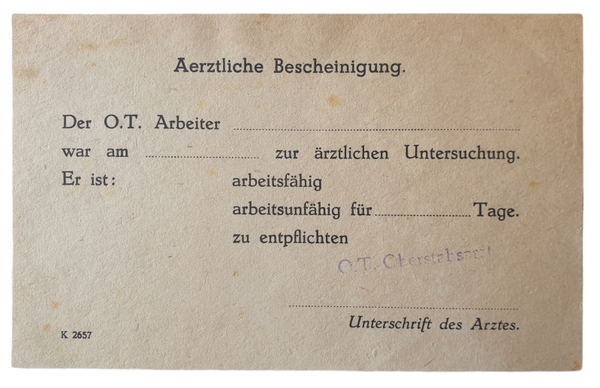 Aerztliche Bescheinigung.
Der O.T. Arbeiter ........................................
war am .................... zur ärztlichen Untersuchung.
Er ist: arbeitsfähig
arbeitsunfähig für .................... Tage.
zu entpflichten
O.T. Oberstabsarzt
........................................
Unterschrift des Arztes.
K 2657